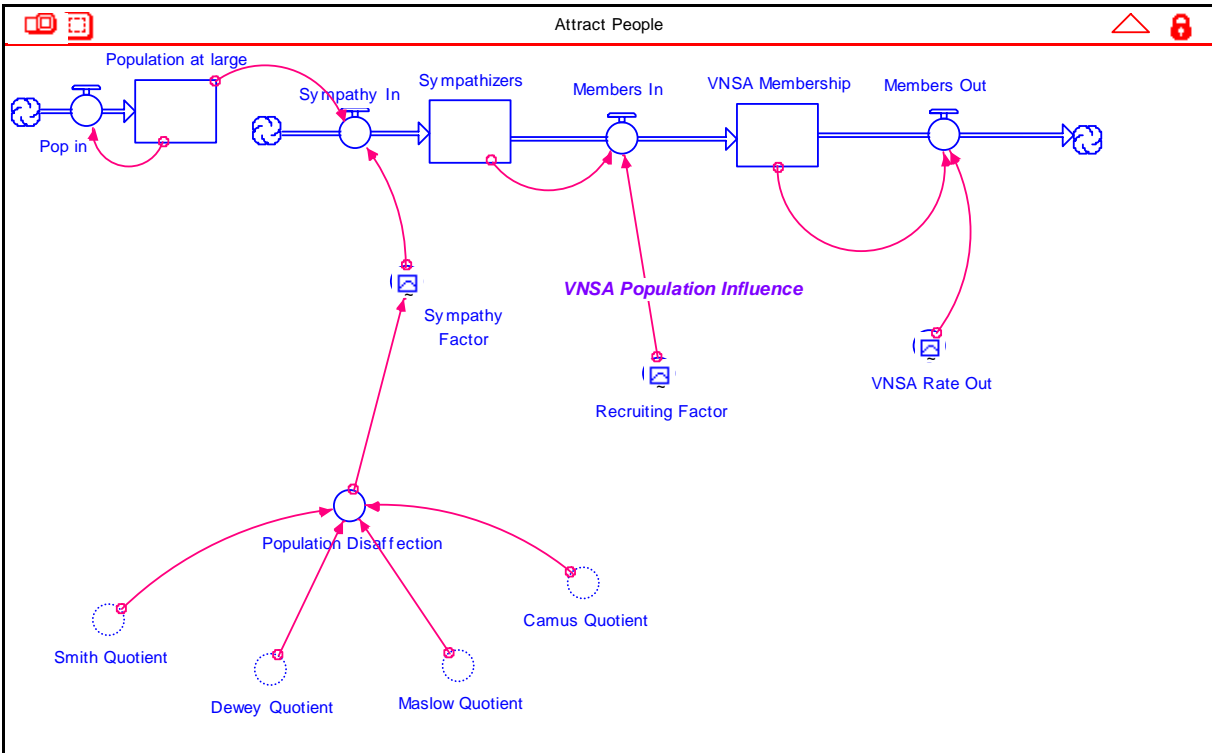 Attract People
Population at large
Pop in
Sympathy In
Sympathizers
Members In
VNSA Membership
Members Out
VNSA Population Influence
Sympathy
Factor
Recruiting Factor
VNSA Rate Out
Population Disaffection
Smith Quotient
Dewey Quotient
Maslow Quotient
Camus Quotient
~
~
~